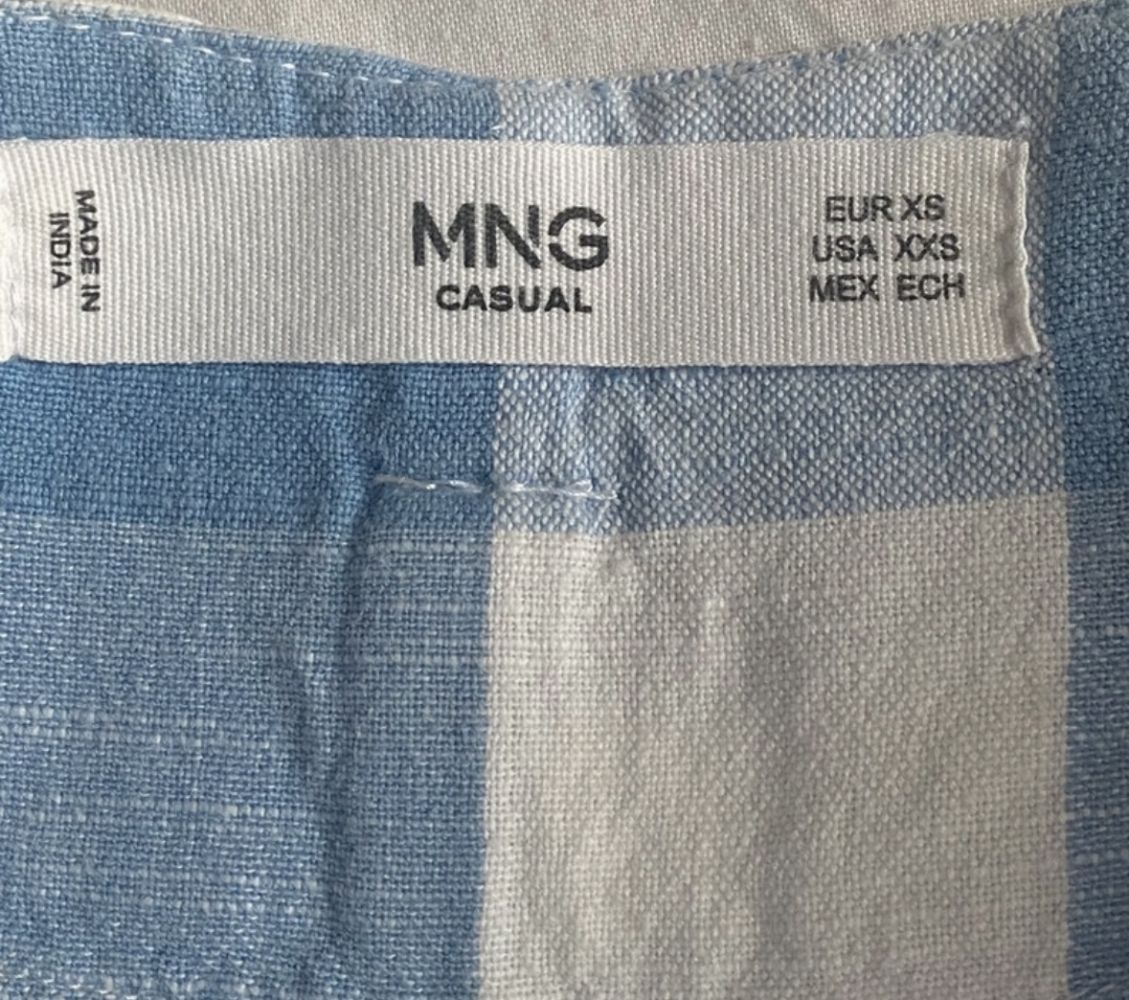 MADE IN
INDIA
MNG
CASUAL
EUR XS
USA XXS
MEX ECH